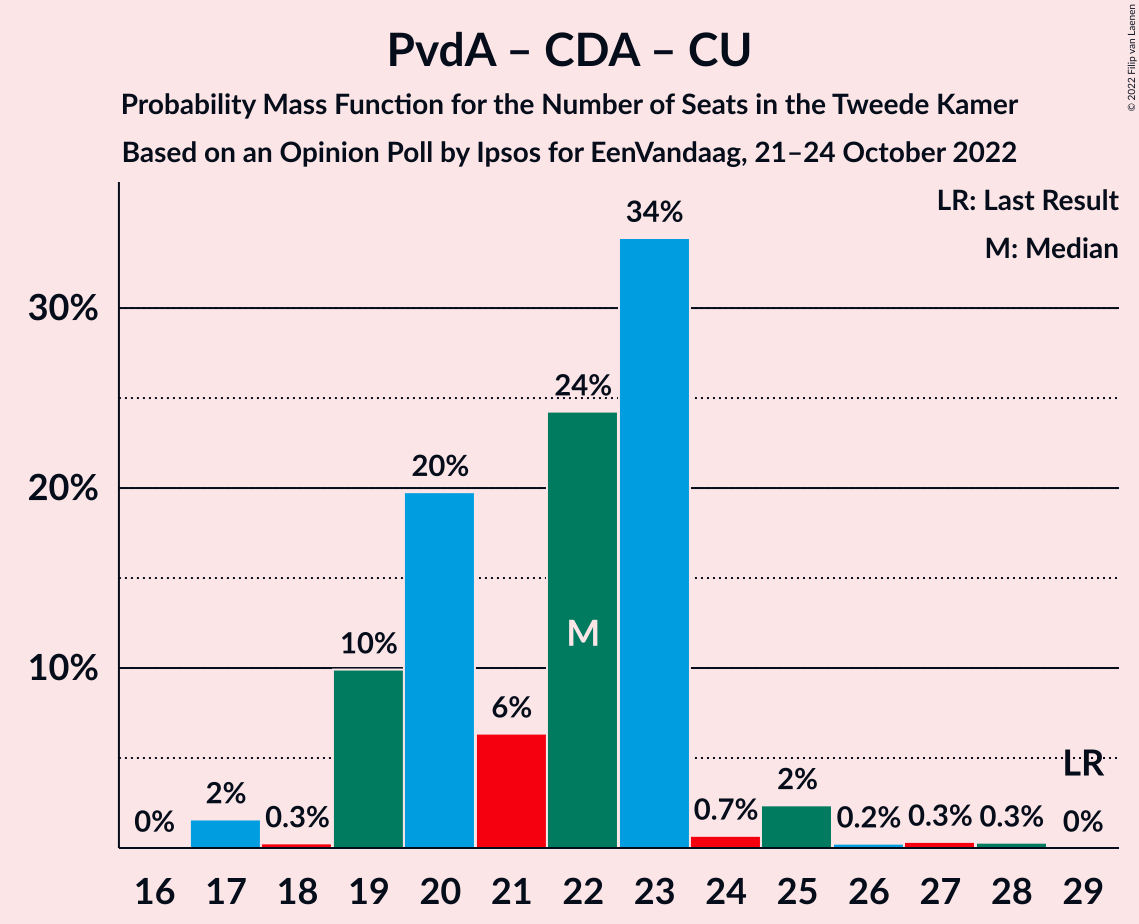 PvdA – CDA – CU
Probability Mass Function for the Number of Seats in the Tweede Kamer
Based on an Opinion Poll by Ipsos for EenVandaag, 21–24 October 2022
© 2022 Filip van Laenen
LR: Last Result
M: Median
34%
30%
24%
20%
20%
M
10%
10%
6%
LR
2%
2%
0%
0.3%
0.7%
0.2%
0.3%
0.3%
0%
16 17 18 19 20 21 22 23 24 25 26 27 28 29